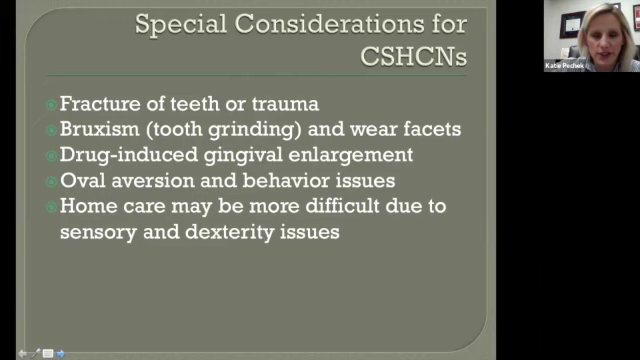 Special Considerations for
CSHCNs
Fracture of teeth or trauma
Bruxism (tooth grinding) and wear facets
Drug-induced gingival enlargement
Oval aversion and behavior issues
Home care may be more difficult due to
sensory and dexterity issues
Katie Pechek